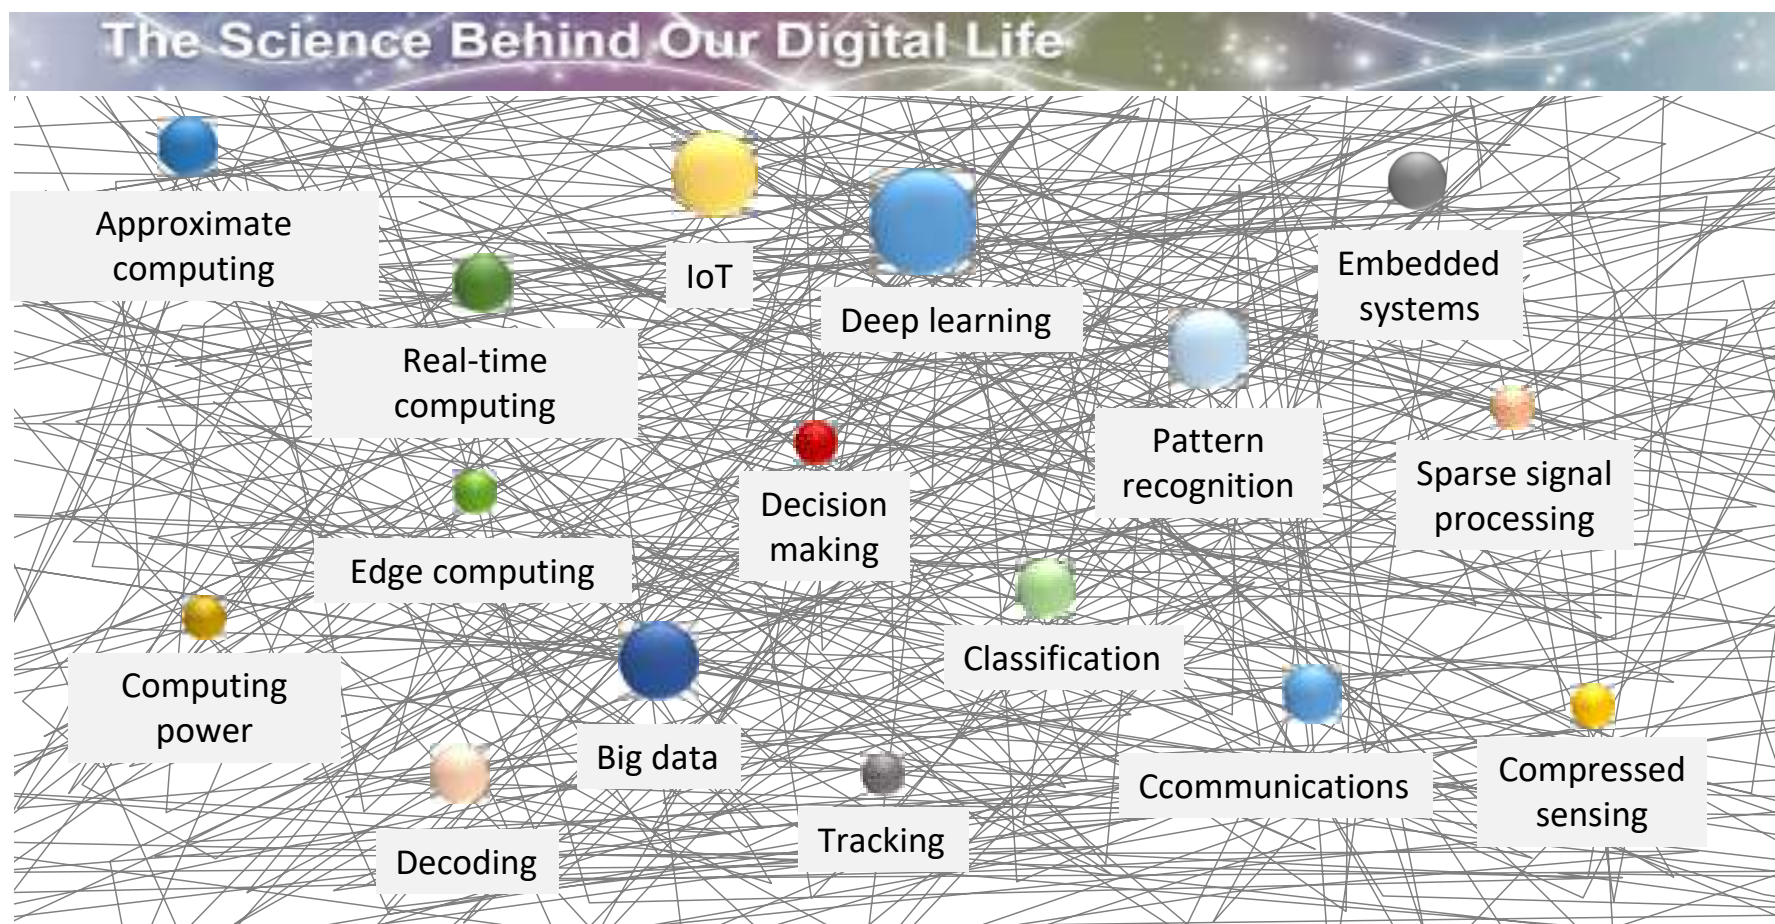 The Science Behind Our Digital Life
Approximate
computing
IoT
Deep learning
Embedded
systems
Real-time
computing
Pattern
recognition
Sparse signal
processing
Decision
making
Edge computing
Classification
Computing
power
Big data
Ccommunications
Compressed
sensing
Tracking
Decoding